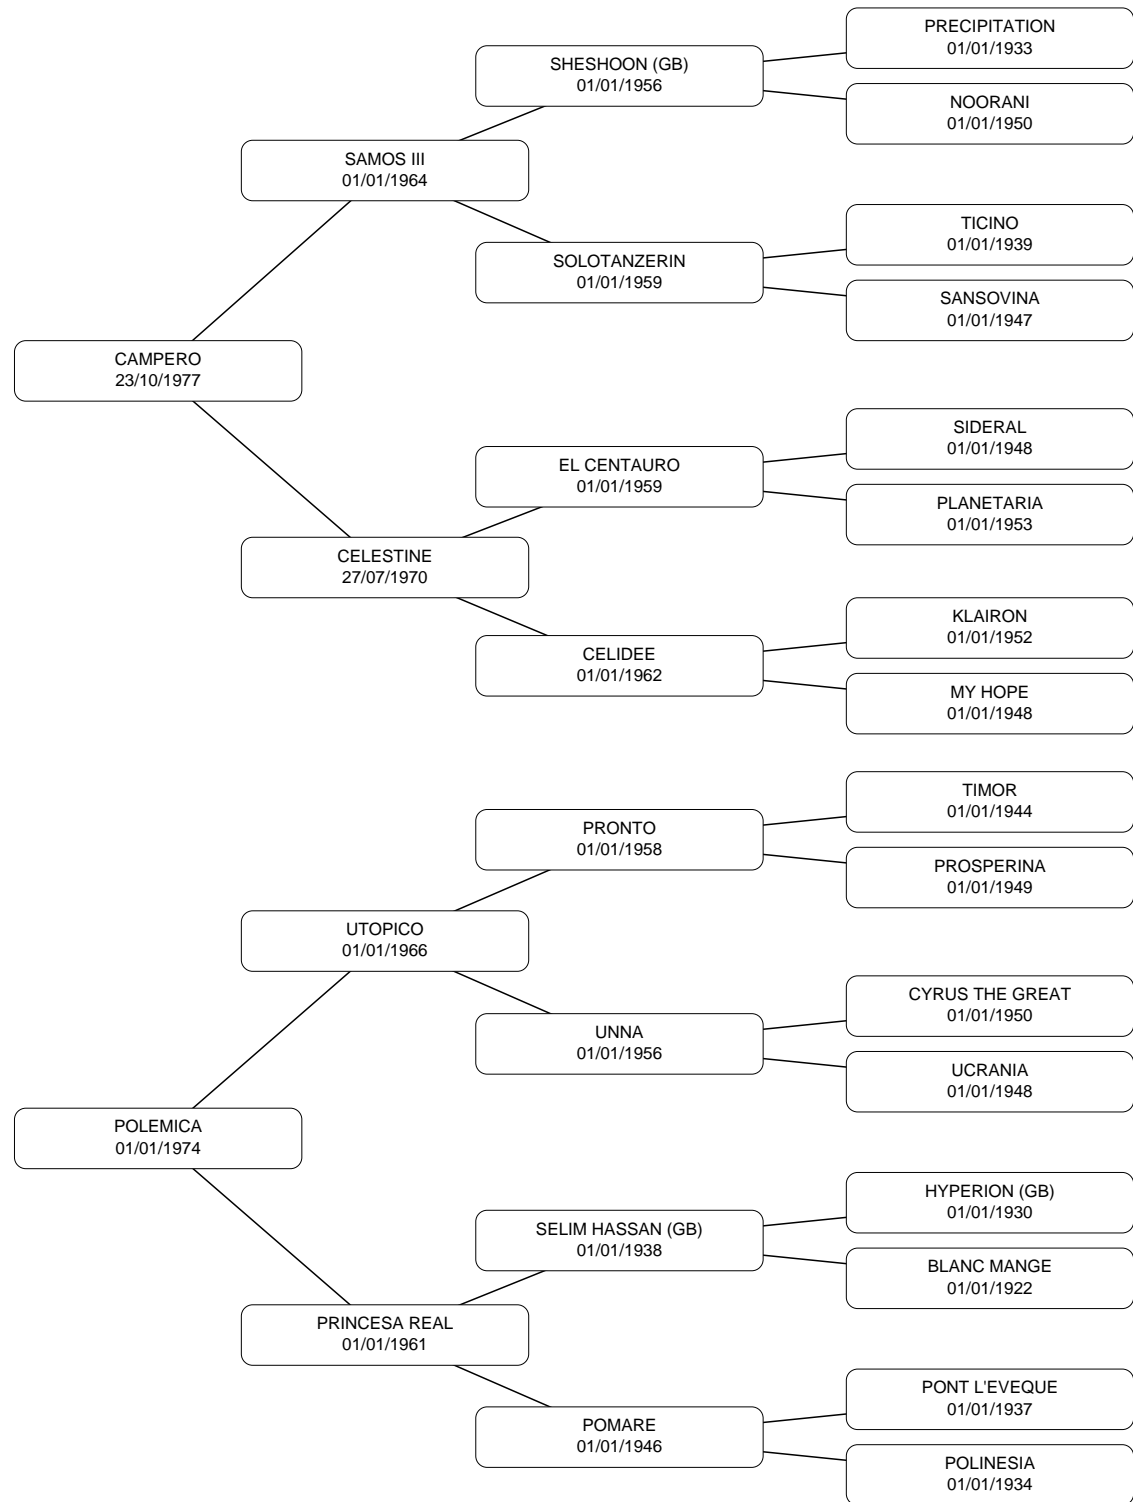 PRECIPITATION
01/01/1933
SHESHOON (GB)
01/01/1956
NOORANI
01/01/1950
SAMOS III
01/01/1964
TICINO
01/01/1939
SOLOTANZERIN
01/01/1959
SANSOVINA
01/01/1947
CAMPERO
23/10/1977
SIDERAL
01/01/1948
EL CENTAURO
01/01/1959
PLANETARIA
01/01/1953
CELESTINE
27/07/1970
KLAIRON
01/01/1952
CELIDEE
01/01/1962
MY HOPE
01/01/1948
TIMOR
01/01/1944
PRONTO
01/01/1958
PROSPERINA
01/01/1949
UTOPICO
01/01/1966
CYRUS THE GREAT
01/01/1950
UNNA
01/01/1956
UCRANIA
01/01/1948
POLEMICA
01/01/1974
HYPERION (GB)
01/01/1930
SELIM HASSAN (GB)
01/01/1938
BLANC MANGE
01/01/1922
PRINCESA REAL
01/01/1961
PONT L'EVEQUE
01/01/1937
POMARE
01/01/1946
POLINESIA
01/01/1934